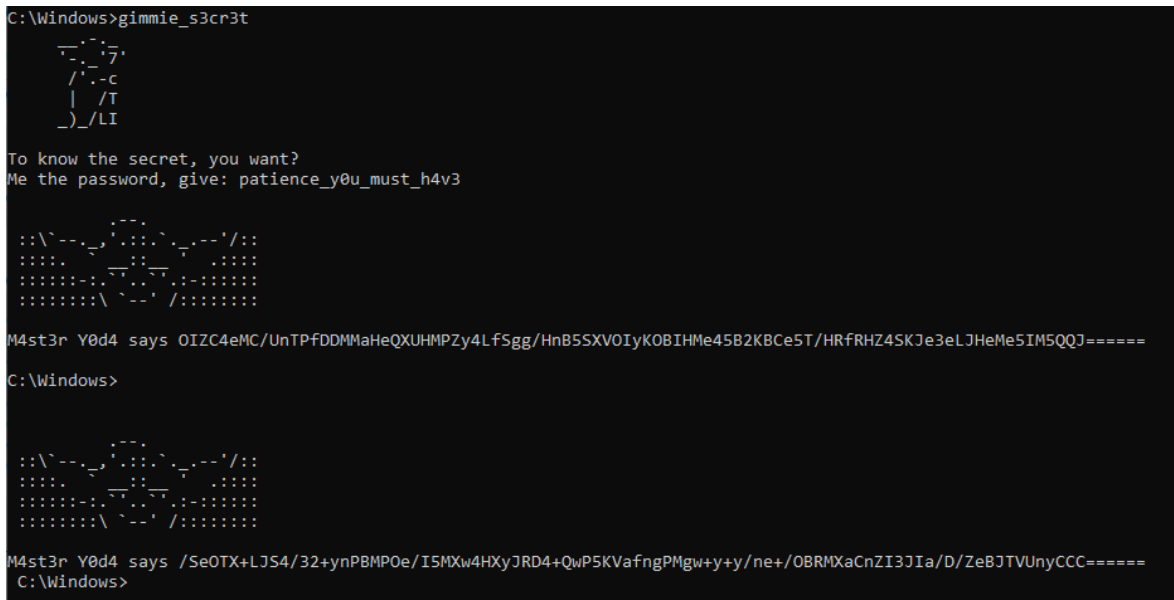 C:\Windows>gimmie_s3cr3t
To know the secret, you want?
Me the password, give: patience_y0u_must_h4v3
M4st3r Y0d4 says OIZC4eMC/UnTPfDDMMaHeQXUHMPZy4LfSgg/HnB5SXVOIyKOBIHMe45B2KBCe5T/HRfRHZ4SKJe3eLJHeMe5IM5QQJ======
C:\Windows>
M4st3r Y0d4 says /SeOTX+LJS4/32+ynPBMPOe/I5MXw4HXyJRD4+QwP5KVafngPMgw+y+y/ne+/OBRMXaCnZI3JIa/D/ZeBJTVUnyCCC======
C:\Windows>